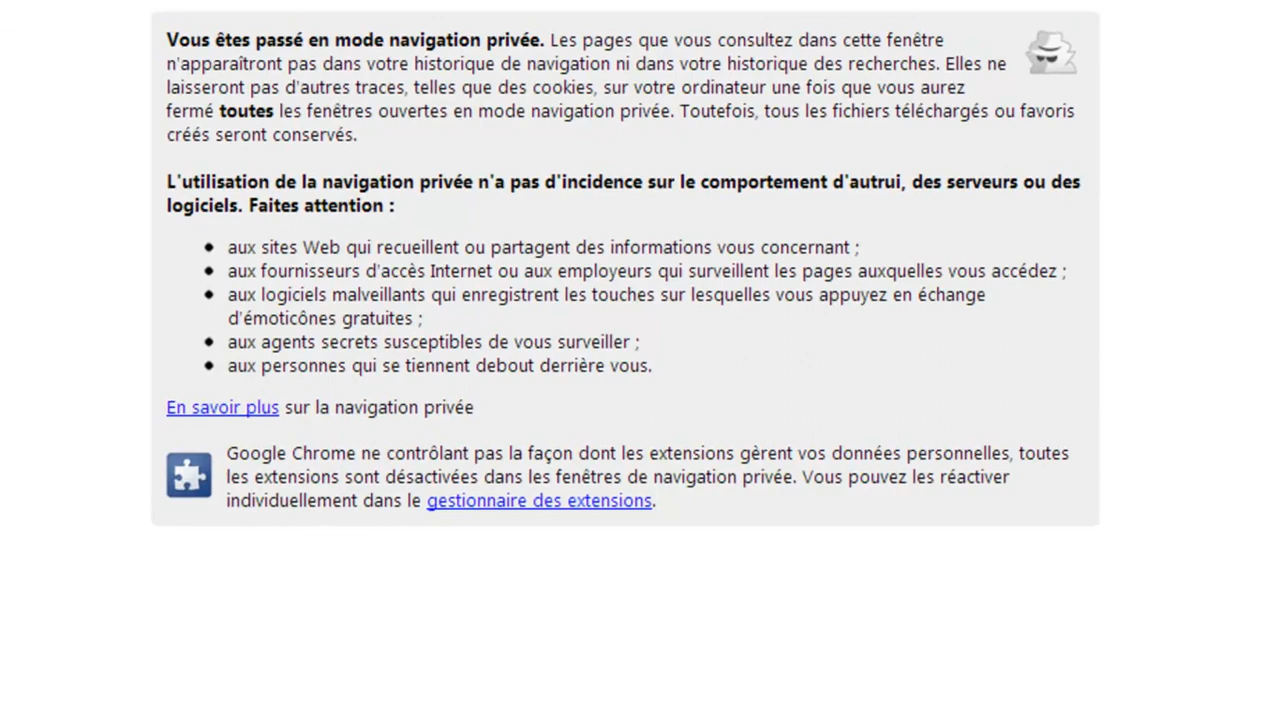 Vous êtes passé en mode navigation privée. Les pages que vous consultez dans cette fenêtre
n'apparaîtront pas dans votre historique de navigation ni dans votre historique des recherches. Elles ne
laisseront pas d'autres traces, telles que des cookies, sur votre ordinateur une fois que vous aurez
fermé toutes les fenêtres ouvertes en mode navigation privée. Toutefois, tous les fichiers téléchargés ou favoris
créés seront conservés.
L'utilisation de la navigation privée n'a pas d'incidence sur le comportement d'autrui, des serveurs ou des
logiciels. Faites attention :
• aux sites Web qui recueillent ou partagent des informations vous concernant ;
• aux fournisseurs d'accès Internet ou aux employeurs qui surveillent les pages auxquelles vous accédez ;
• aux logiciels malveillants qui enregistrent les touches sur lesquelles vous appuyez en échange
d'émoticônes gratuites ;
• aux agents secrets susceptibles de vous surveiller ;
• aux personnes qui se tiennent debout derrière vous.
En savoir plus sur la navigation privée
Google Chrome ne contrôlant pas la façon dont les extensions gèrent vos données personnelles, toutes
les extensions sont désactivées dans les fenêtres de navigation privée. Vous pouvez les réactiver
individuellement dans le gestionnaire des extensions.